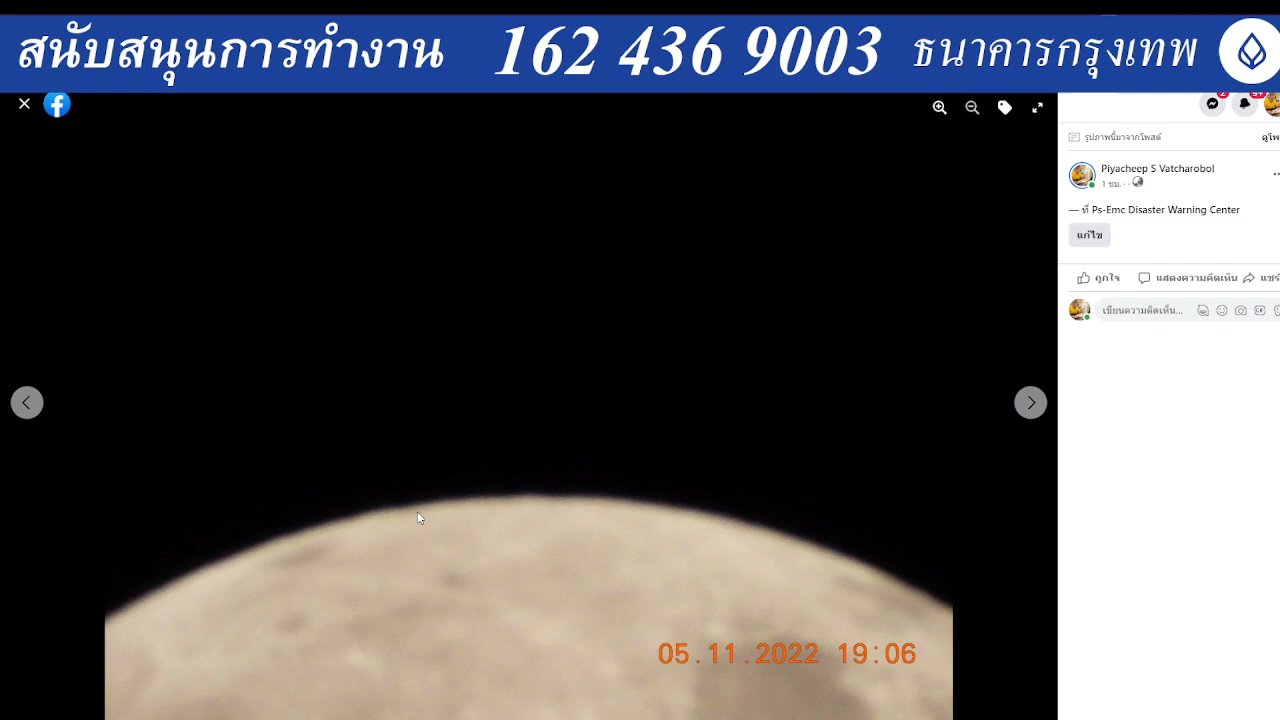 สนับสนุนการทำงาน 162 436 9003 ธนาคารกรุงเทพ
รูปภาพนี้มาจากโพสต์
Piyacheep S Vatcharobol
1 ชม. ·
— ที่ Ps-Emc Disaster Warning Center
แก้ไข
ถูกใจ แสดงความคิดเห็น แชร์
เขียนความคิดเห็น...
05.11.2022 19:06